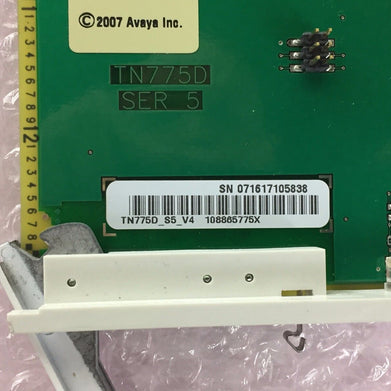 ©2007 Avaya Inc.
TN775D
SER 5
SN 071617105838
TN775D_S5_V4 108865775X